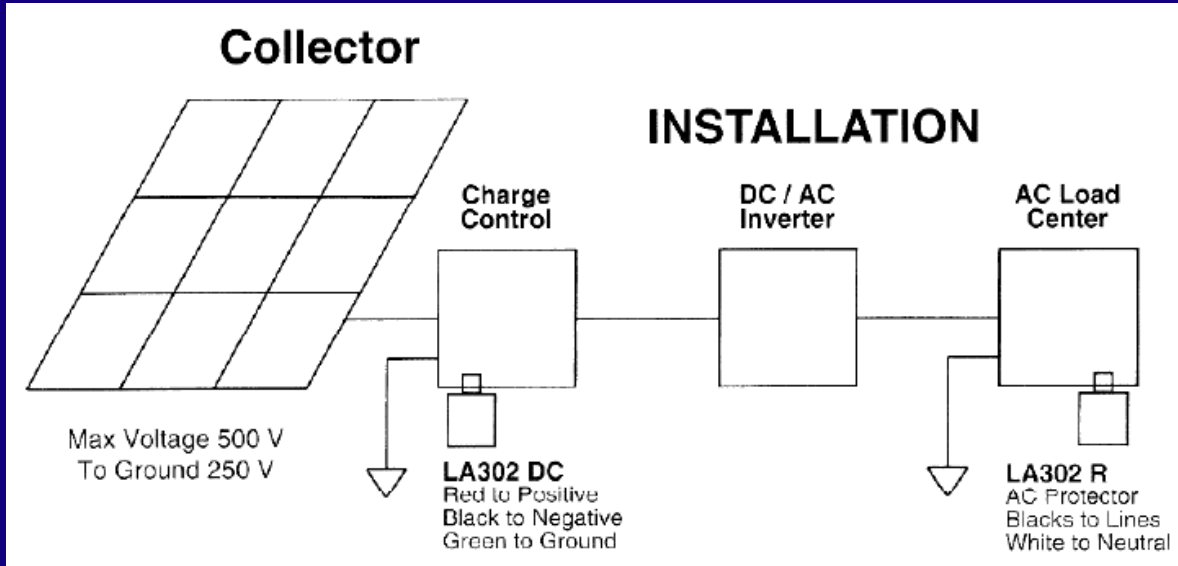 Collector
INSTALLATION
Charge
Control
DC / AC
Inverter
AC Load
Center
Max Voltage 500 V
To Ground 250 V
LA302 DC
Red to Positive
Black to Negative
Green to Ground
LA302 R
AC Protector
Blacks to Lines
White to Neutral